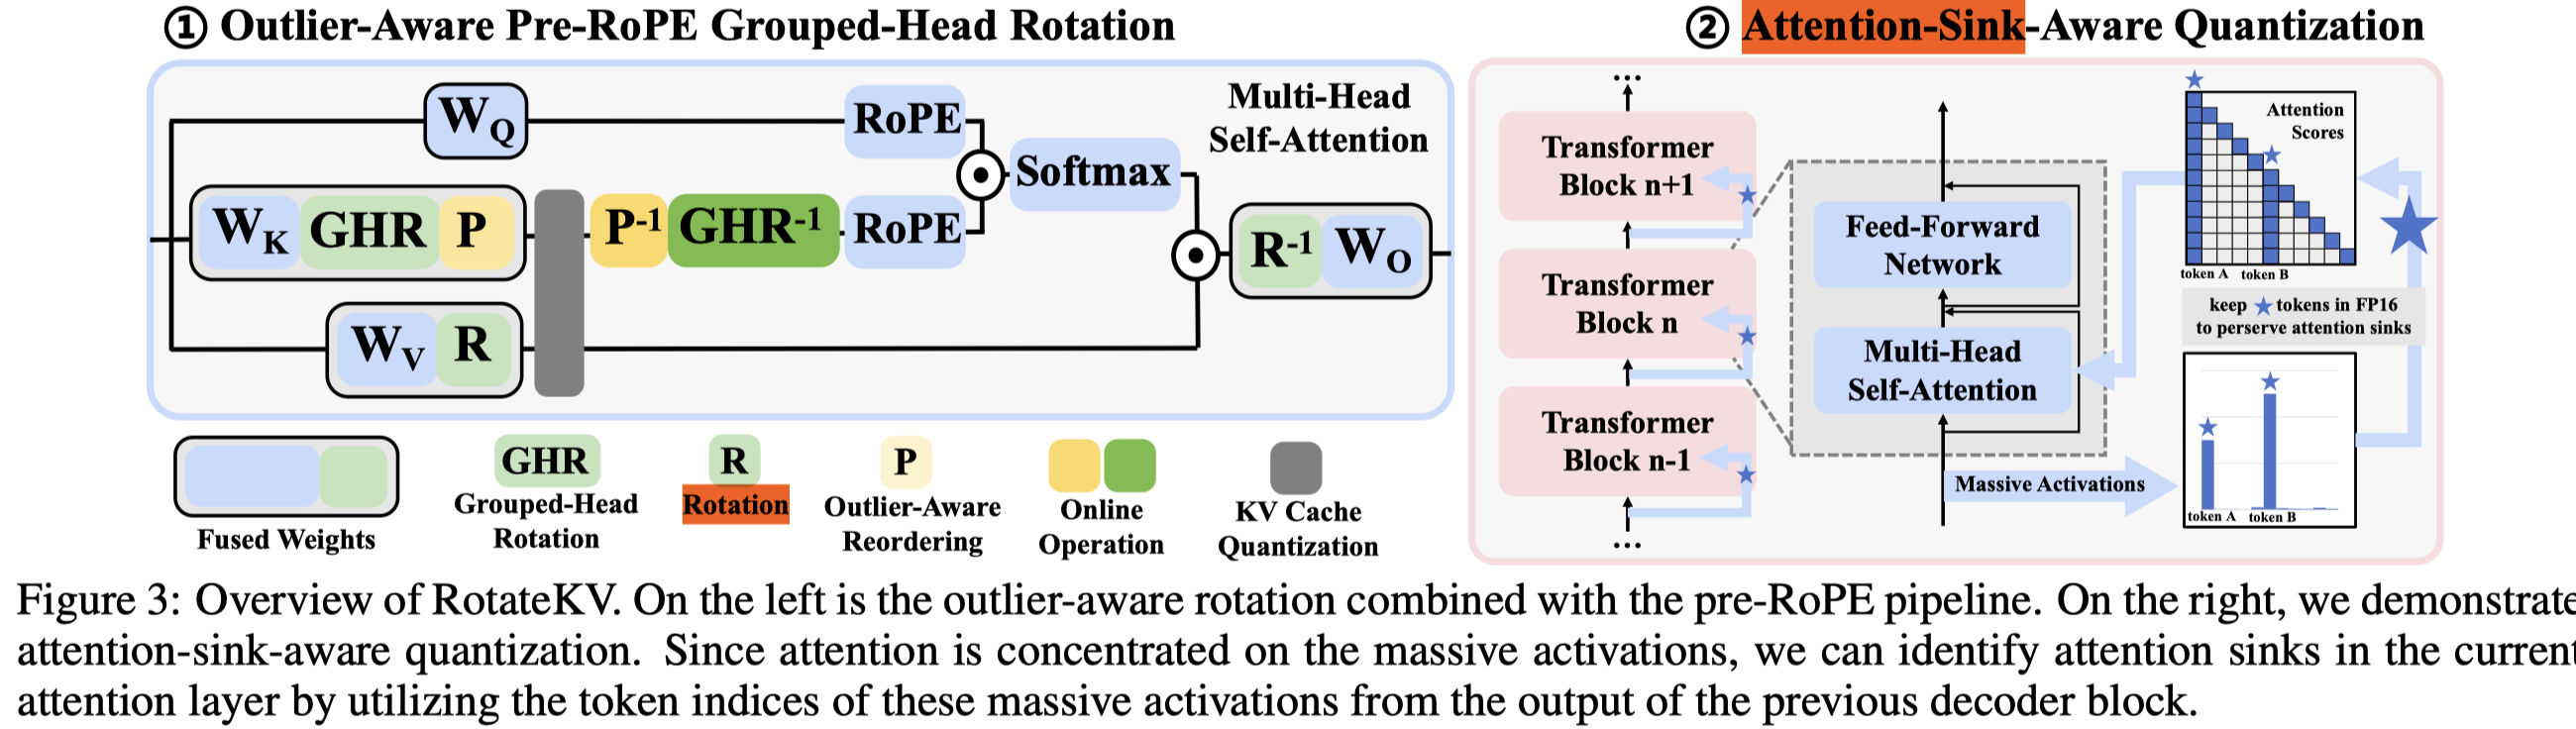 ① Outlier-Aware Pre-RoPE Grouped-Head Rotation
W_Q
RoPE
Multi-Head
Self-Attention
W_K GHR P
P⁻¹ GHR⁻¹ RoPE
Softmax
R⁻¹ W_O
W_V R
Fused Weights
GHR
Grouped-Head
Rotation
R
Rotation
P
Outlier-Aware
Reordering
Online
Operation
KV Cache
Quantization
② Attention-Sink-Aware Quantization
...
Transformer
Block n+1
Transformer
Block n
Transformer
Block n-1
...
Feed-Forward
Network
Multi-Head
Self-Attention
Massive Activations
Attention
Scores
token A token B
keep ★ tokens in FP16
to perserve attention sinks
token A token B
Figure 3: Overview of RotateKV. On the left is the outlier-aware rotation combined with the pre-RoPE pipeline. On the right, we demonstrate
attention-sink-aware quantization. Since attention is concentrated on the massive activations, we can identify attention sinks in the current
attention layer by utilizing the token indices of these massive activations from the output of the previous decoder block.